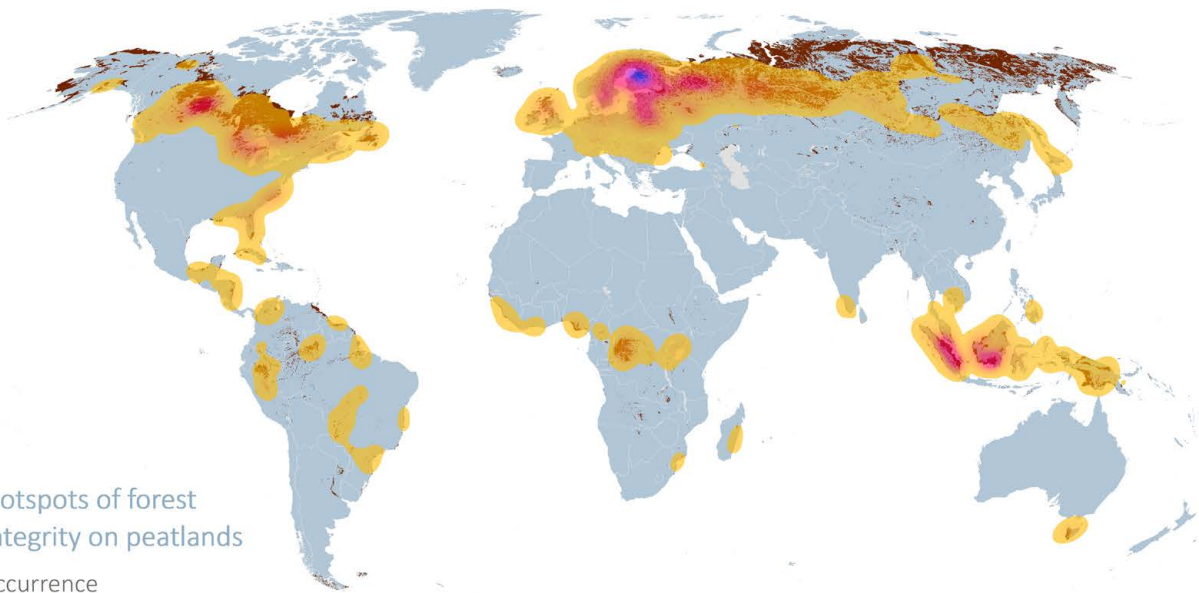 otspots of forest
ntegrity on peatlands
ccurrence